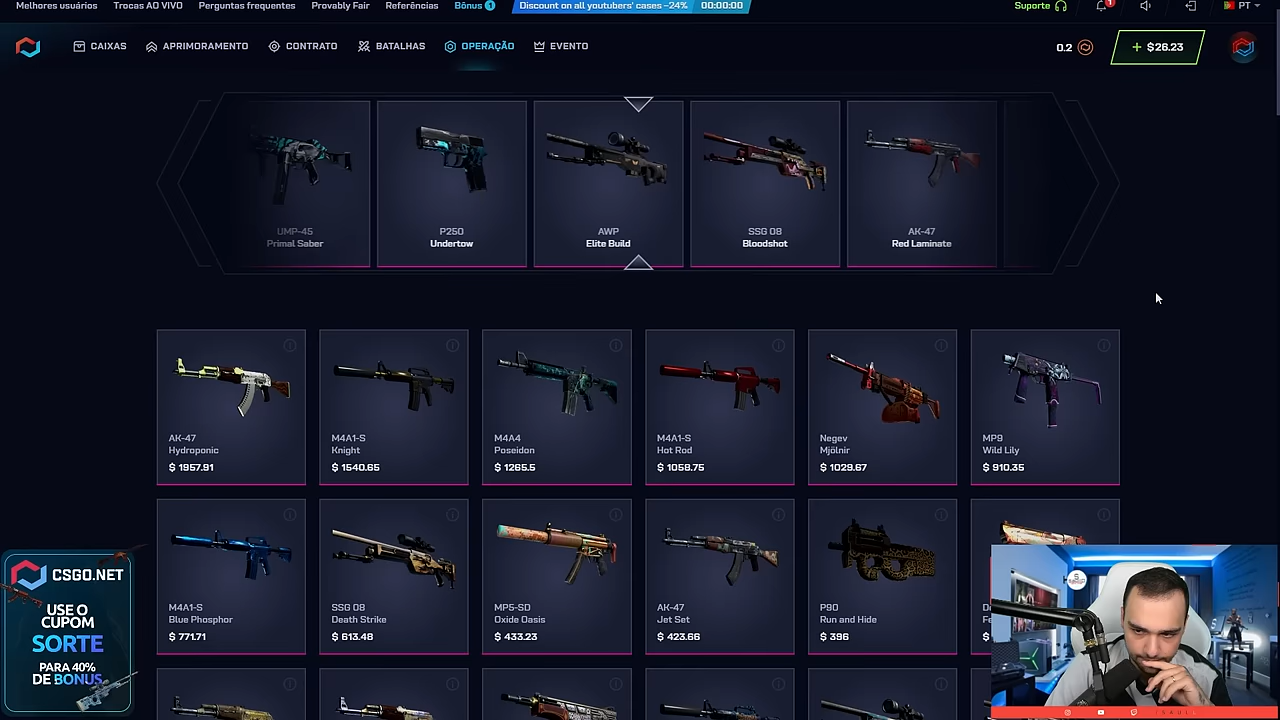 Melhores usuários
Trocas AO VIVO
Perguntas frequentes
Provably Fair
Referências
Bônus 1
Discount on all youtubers' cases –24%
00:00:00
Suporte
1
PT
CAIXAS
APRIMORAMENTO
CONTRATO
BATALHAS
OPERAÇÃO
EVENTO
0.2
+ $26.23
UMP-45
Primal Saber
P250
Undertow
AWP
Elite Build
SSG 08
Bloodshot
AK-47
Red Laminate
AK-47
Hydroponic
$ 1957.91
M4A1-S
Knight
$ 1540.65
M4A4
Poseidon
$ 1265.5
M4A1-S
Hot Rod
$ 1058.75
Negev
Mjölnir
$ 1029.67
MP9
Wild Lily
$ 910.35
M4A1-S
Blue Phosphor
$ 771.71
SSG 08
Death Strike
$ 613.48
MP5-SD
Oxide Oasis
$ 433.23
AK-47
Jet Set
$ 423.66
P90
Run and Hide
$ 396
$
CSGO.NET
USE O
CUPOM
SORTE
PARA 40%
DE BONUS